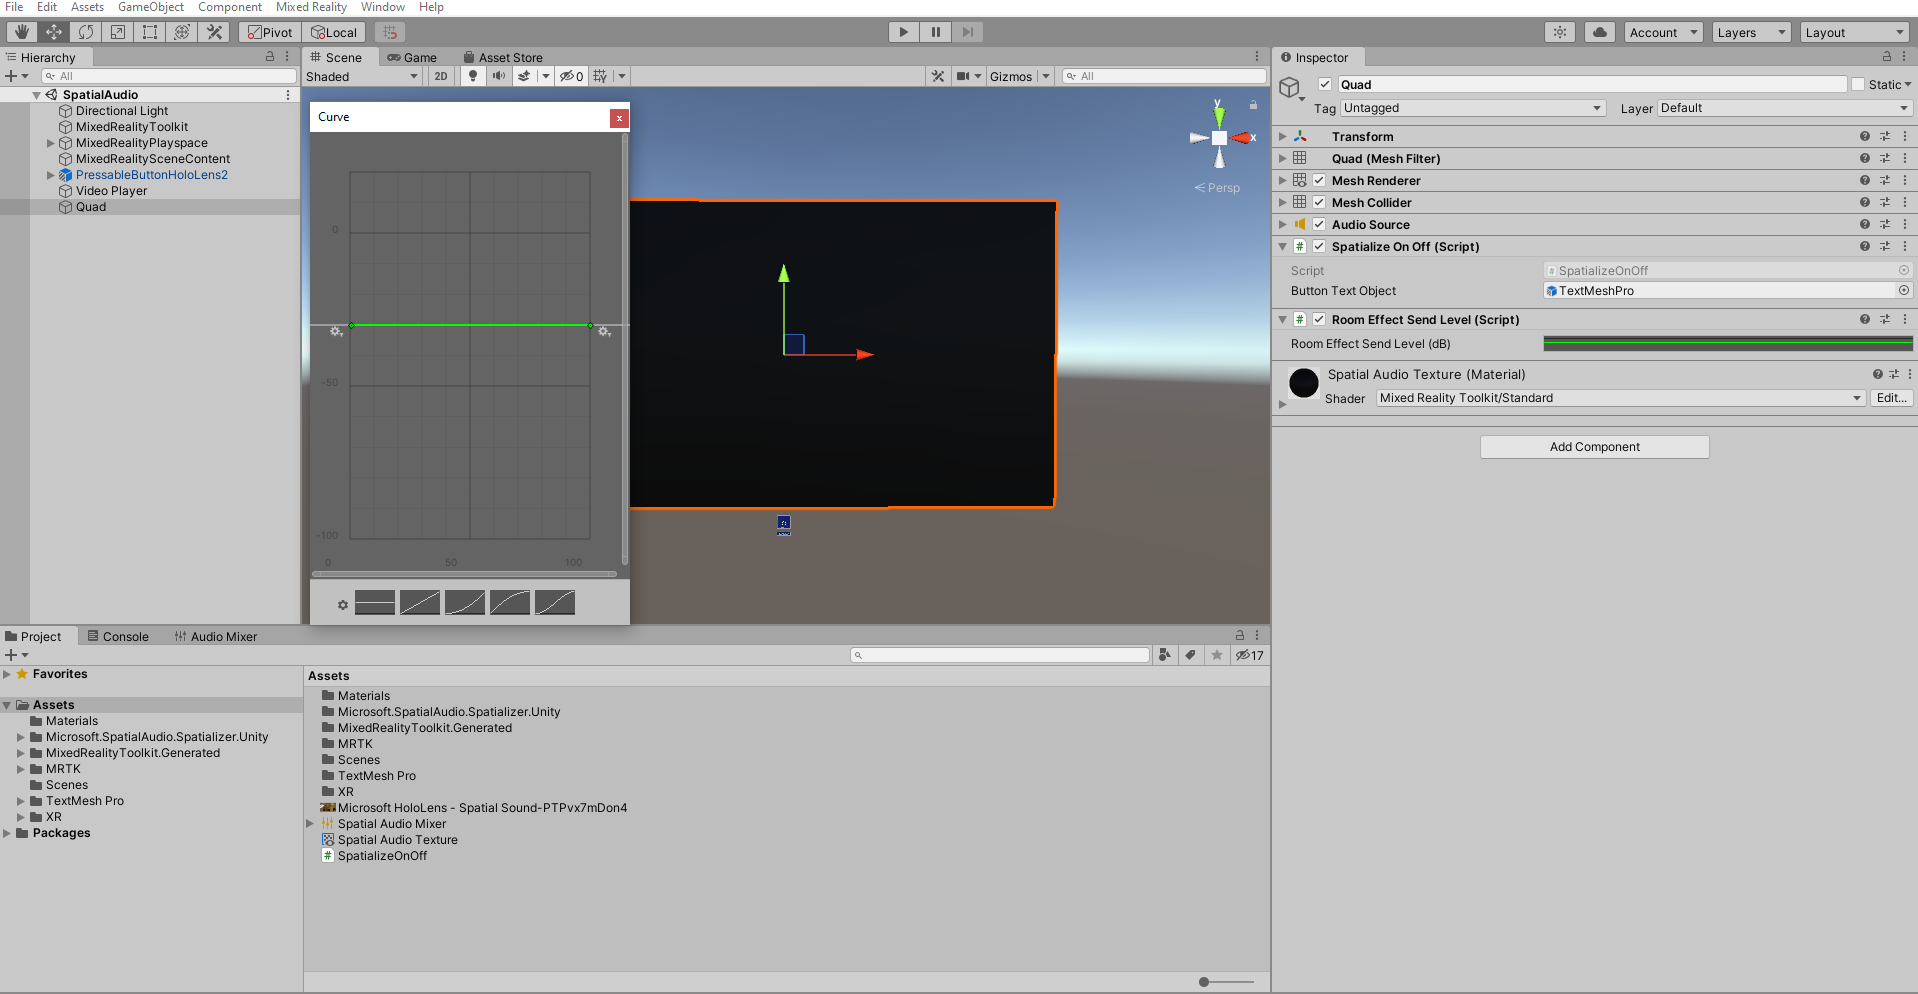 File Edit Assets GameObject Component Mixed Reality Window Help
Pivot Local Account Layers Layout
Hierarchy
All
SpatialAudio
Directional Light
MixedRealityToolkit
MixedRealityPlayspace
MixedRealitySceneContent
PressableButtonHoloLens2
Video Player
Quad
Scene Game Asset Store
Shaded 2D 0 Gizmos All
Curve
x
0
-50
-100
0 50 100
y
x
Persp
Inspector
Quad Static
Tag Untagged Layer Default
Transform
Quad (Mesh Filter)
Mesh Renderer
Mesh Collider
Audio Source
# Spatialize On Off (Script)
Script # SpatializeOnOff
Button Text Object TextMeshPro
# Room Effect Send Level (Script)
Room Effect Send Level (dB)
Spatial Audio Texture (Material)
Shader Mixed Reality Toolkit/Standard Edit...
Add Component
Project Console Audio Mixer
17
Favorites
Assets
Materials
Microsoft.SpatialAudio.Spatializer.Unity
MixedRealityToolkit.Generated
MRTK
Scenes
TextMesh Pro
XR
Packages
Assets
Materials
Microsoft.SpatialAudio.Spatializer.Unity
MixedRealityToolkit.Generated
MRTK
Scenes
TextMesh Pro
XR
Microsoft HoloLens - Spatial Sound-PTPvx7mDon4
Spatial Audio Mixer
Spatial Audio Texture
# SpatializeOnOff